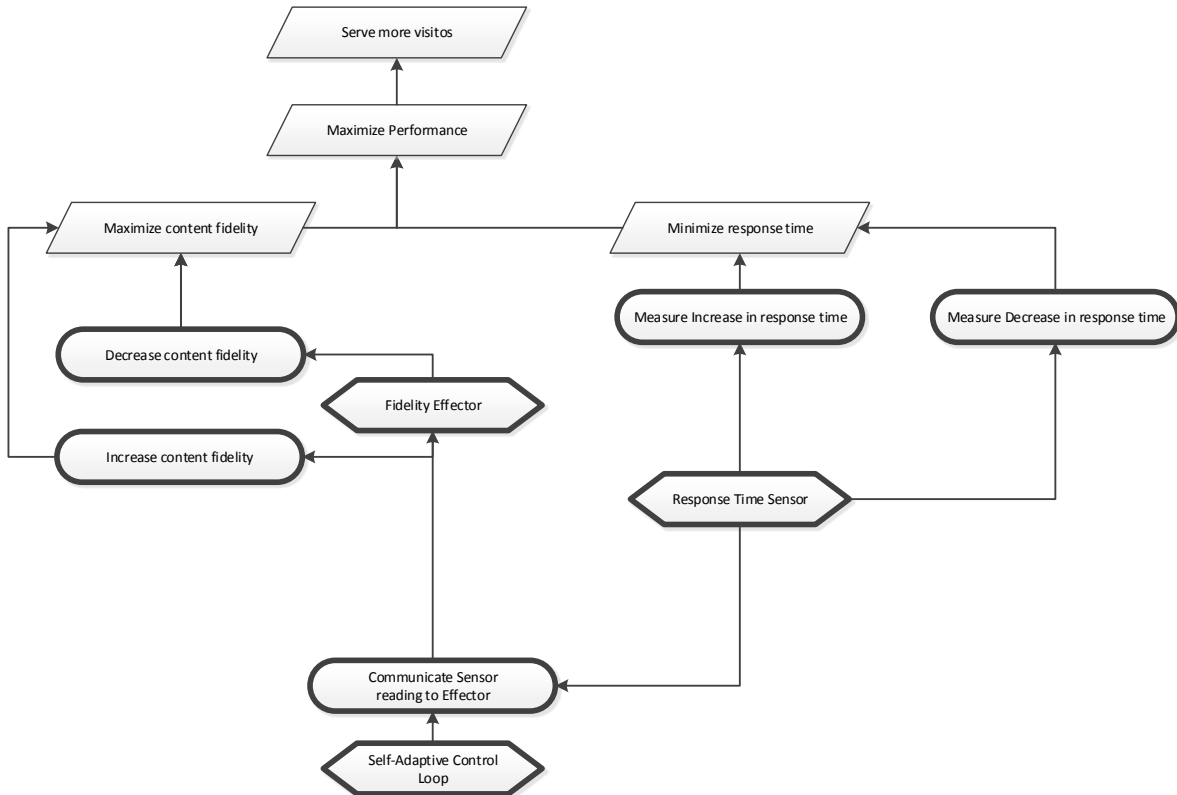 Serve more visitos
Maximize Performance
Maximize content fidelity
Minimize response time
Measure Increase in response time
Measure Decrease in response time
Decrease content fidelity
Fidelity Effector
Increase content fidelity
Response Time Sensor
Communicate Sensor
reading to Effector
Self-Adaptive Control
Loop